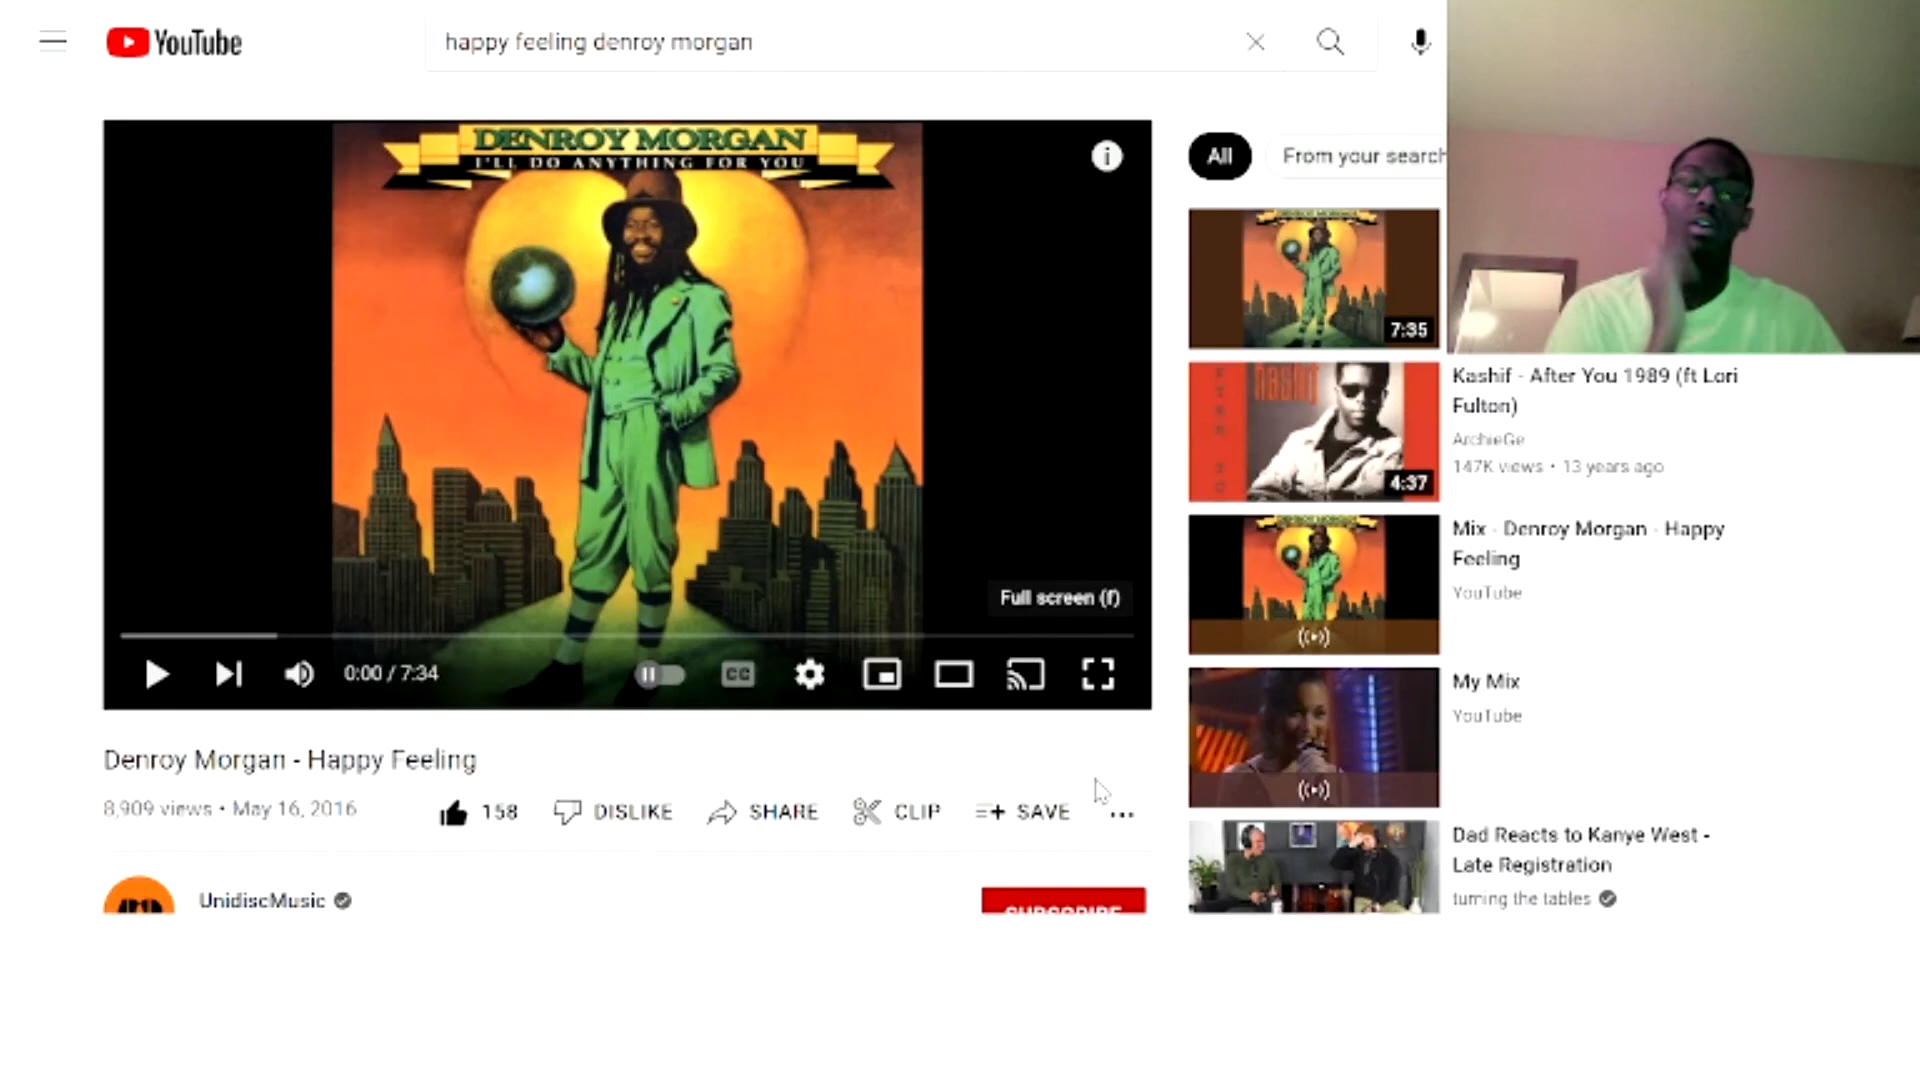 YouTube
happy feeling denroy morgan
DENROY MORGAN
I'LL DO ANYTHING FOR YOU
Full screen (f)
0:00 / 7:34
CC
Denroy Morgan - Happy Feeling
8,909 views • May 16, 2016
158
DISLIKE
SHARE
CLIP
SAVE
UnidiscMusic
SUBSCRIBE
All
From your search
7:35
Kashif - After You 1989 (ft Lori
Fulton)
ArchieGe
147K views • 13 years ago
kashif
4:37
Mix - Denroy Morgan - Happy
Feeling
YouTube
My Mix
YouTube
Dad Reacts to Kanye West -
Late Registration
turning the tables